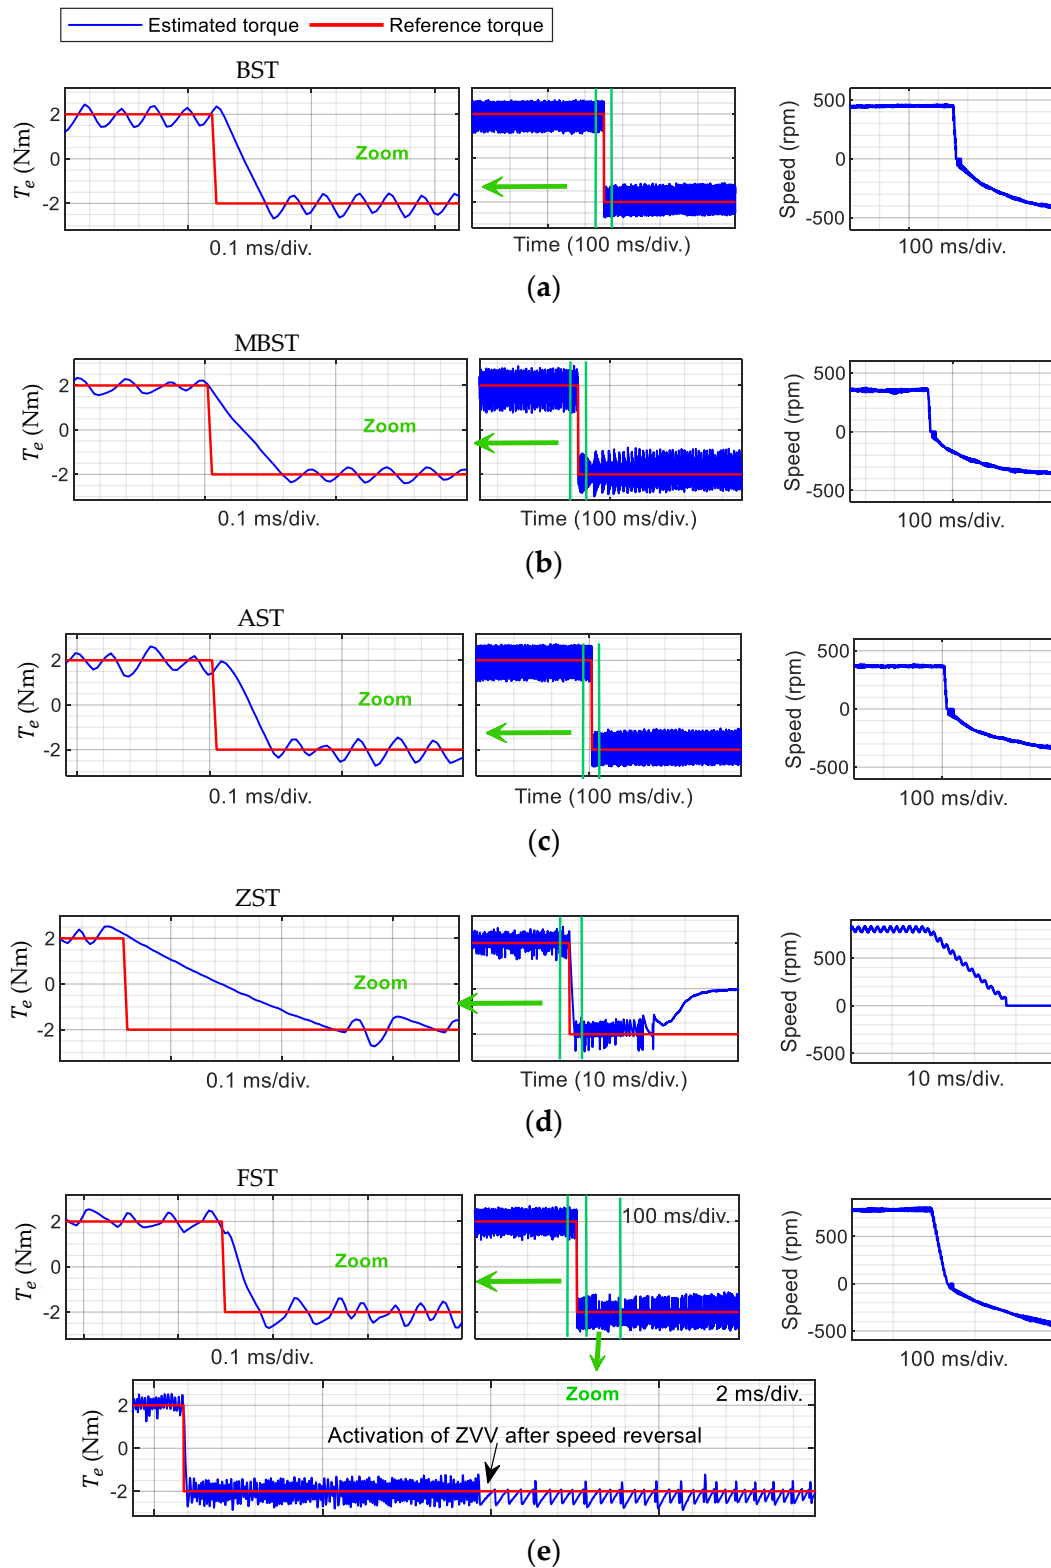 Estimated torque Reference torque
BST
Te (Nm)
2
0
-2
Zoom
0.1 ms/div.
Time (100 ms/div.)
Speed (rpm)
500
0
-500
100 ms/div.
(a)
MBST
Te (Nm)
2
0
-2
Zoom
0.1 ms/div.
Time (100 ms/div.)
Speed (rpm)
500
0
-500
100 ms/div.
(b)
AST
Te (Nm)
2
0
-2
Zoom
0.1 ms/div.
Time (100 ms/div.)
Speed (rpm)
500
0
-500
100 ms/div.
(c)
ZST
Te (Nm)
2
0
-2
Zoom
0.1 ms/div.
Time (10 ms/div.)
Speed (rpm)
500
0
-500
10 ms/div.
(d)
FST
Te (Nm)
2
0
-2
Zoom
0.1 ms/div.
100 ms/div.
Speed (rpm)
500
0
-500
100 ms/div.
Te (Nm)
2
0
-2
Zoom
2 ms/div.
Activation of ZVV after speed reversal
(e)